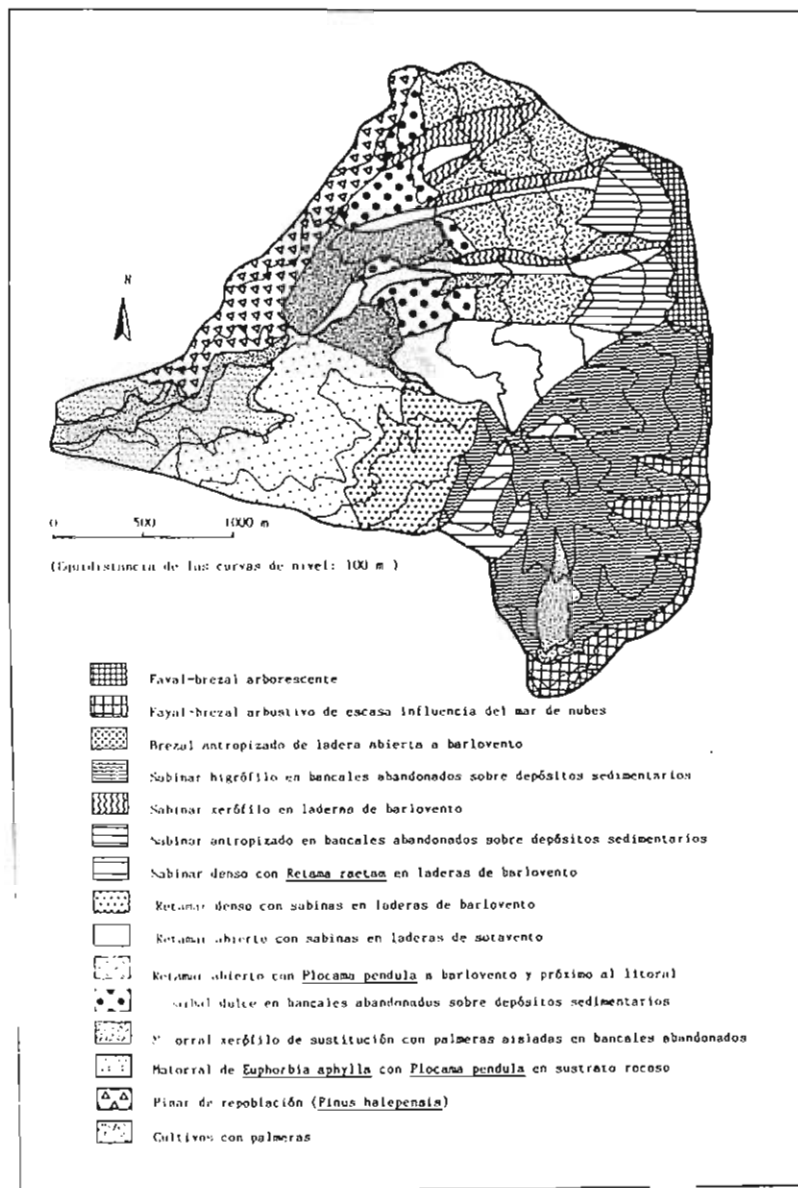 N
0 500 1000 m
(Equidistancia de las curvas de nivel: 100 m )
Fayal-brezal arborescente
Fayal-brezal arbustivo de escasa influencia del mar de nubes
Brezal antropizado de ladera abierta a barlovento
Sabinar higrófilo en bancales abandonados sobre depósitos sedimentarios
Sabinar xerófilo en laderas de barlovento
Sabinar antropizado en bancales abandonados sobre depósitos sedimentarios
Sabinar denso con Retama raetam en laderas de barlovento
Retamar denso con sabinas en laderas de barlovento
Retamar abierto con sabinas en laderas de sotavento
Retamar abierto con Plocama pendula a barlovento y próximo al litoral
dulce en bancales abandonados sobre depósitos sedimentarios
M orral xerófilo de sustitución con palmeras aisladas en bancales abandonados
Matorral de Euphorbia aphylla con Plocama pendula en sustrato rocoso
Pinar de repoblación (Pinus halepensis)
Cultivos con palmeras